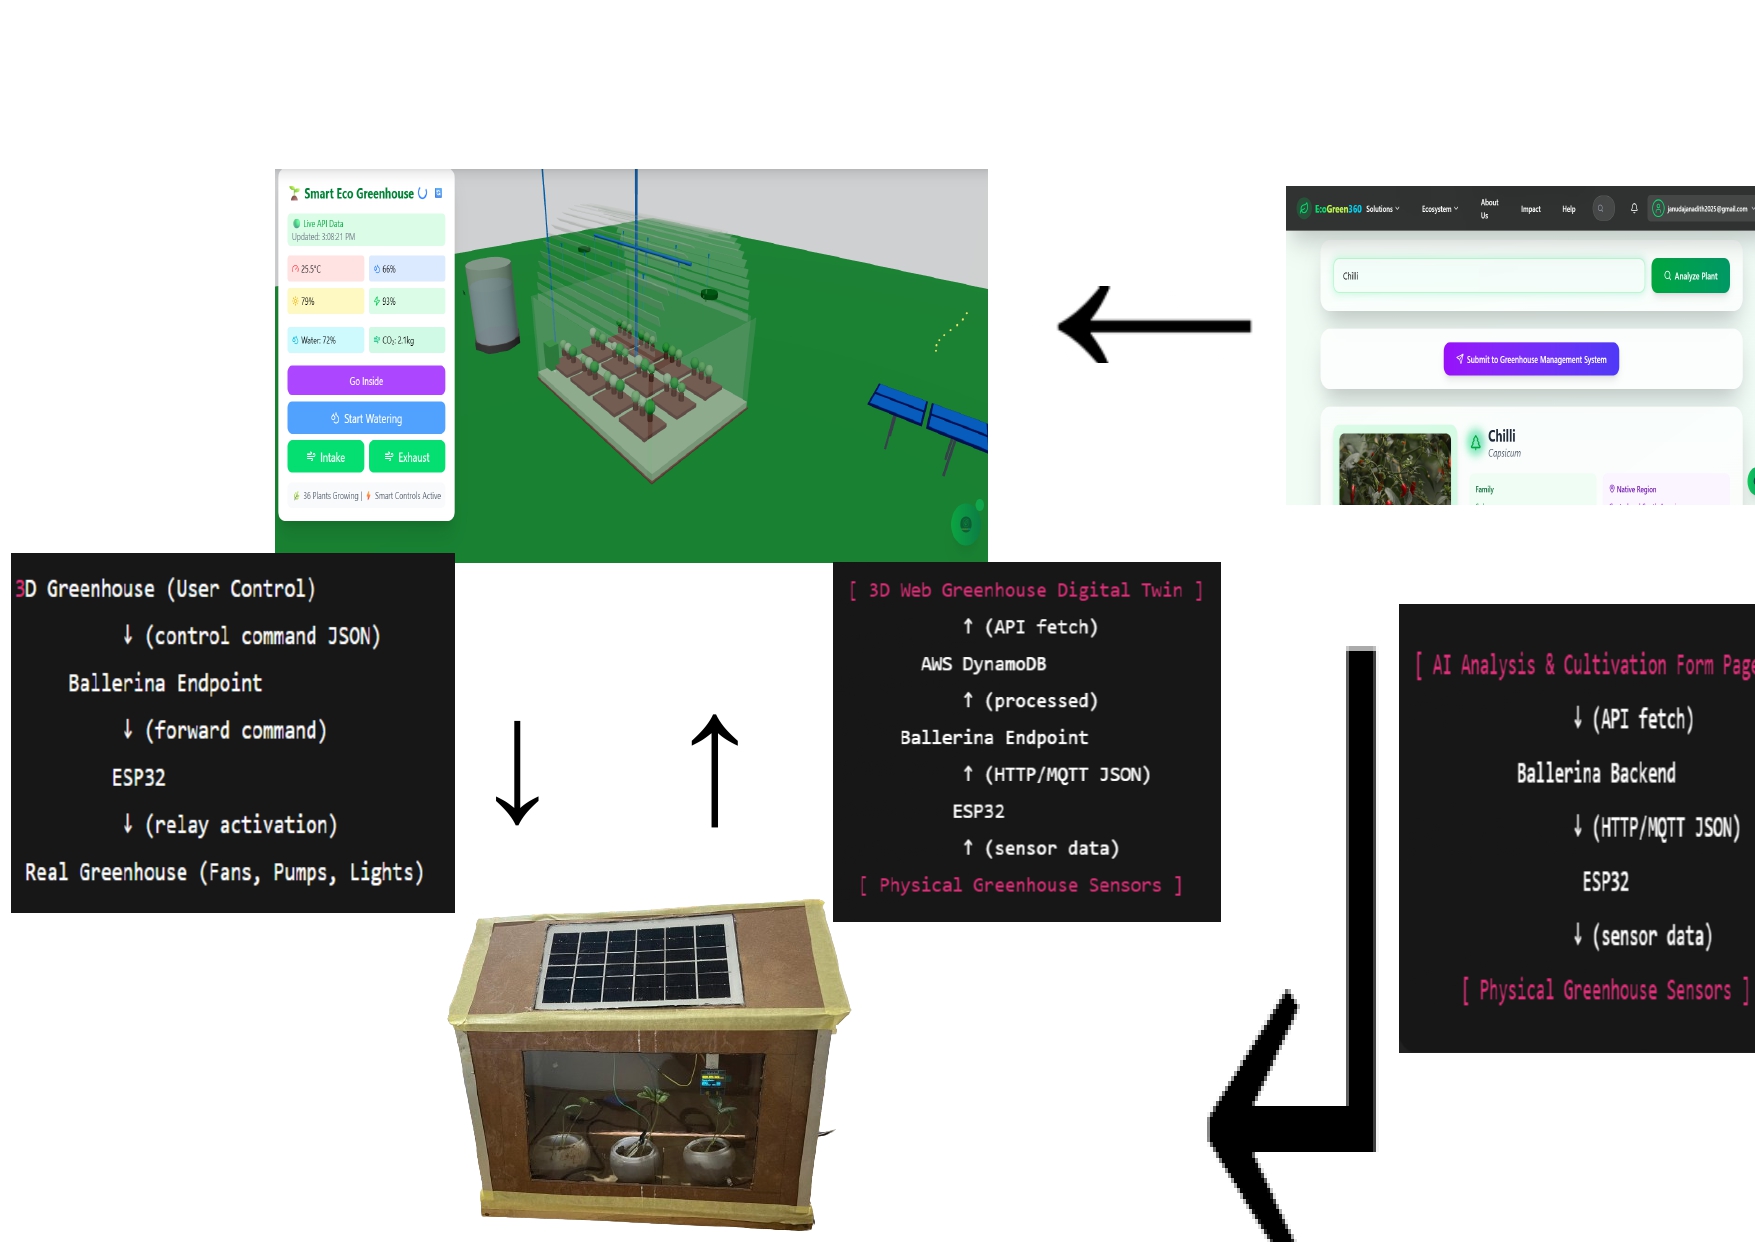 Smart Eco Greenhouse
Live API Data
Updated: 3:08:21 PM
25.5°C
66%
79%
93%
Water: 72%
CO₂: 2.1kg
Go Inside
Start Watering
Intake
Exhaust
36 Plants Growing |
Smart Controls Active
EcoGreen360
Solutions
Ecosystem
About
Us
Impact
Help
janudajanadith2025@gmail.com
Chilli
Analyze Plant
Submit to Greenhouse Management System
Chilli
Capsicum
Family
Native Region
3D Greenhouse (User Control)
↓ (control command JSON)
Ballerina Endpoint
↓ (forward command)
ESP32
↓ (relay activation)
Real Greenhouse (Fans, Pumps, Lights)
[ 3D Web Greenhouse Digital Twin ]
↑ (API fetch)
AWS DynamoDB
↑ (processed)
Ballerina Endpoint
↑ (HTTP/MQTT JSON)
ESP32
↑ (sensor data)
[ Physical Greenhouse Sensors ]
[ AI Analysis & Cultivation Form Page
↓ (API fetch)
Ballerina Backend
↓ (HTTP/MQTT JSON)
ESP32
↓ (sensor data)
[ Physical Greenhouse Sensors ]